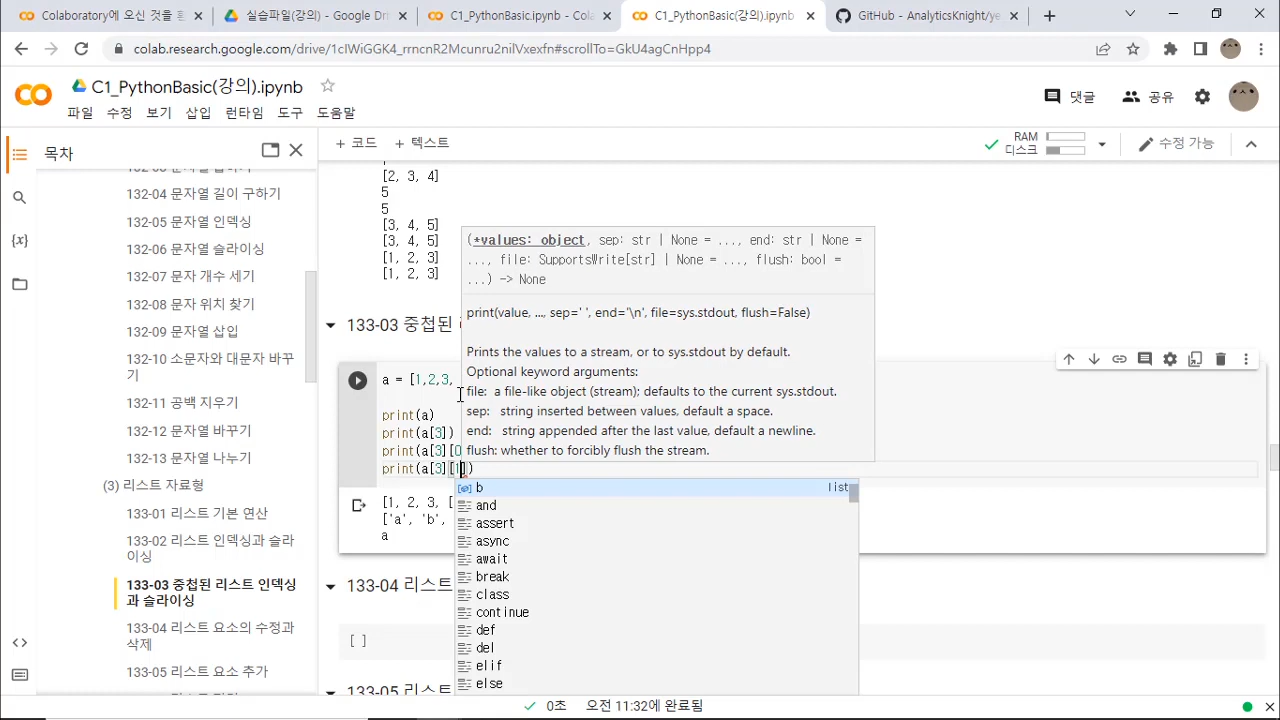 Colaboratory에 오신 것을 환
실습파일(강의) - Google Dri
C1_PythonBasic.ipynb - Cola
C1_PythonBasic(강의).ipynb
GitHub - AnalyticsKnight/ye
colab.research.google.com/drive/1cIWiGGK4_rrncnR2Mcunru2nilVxexfn#scrollTo=GkU4agCnHpp4
C1_PythonBasic(강의).ipynb
댓글
공유
파일 수정 보기 삽입 런타임 도구 도움말
목차
+ 코드 + 텍스트
RAM
디스크
수정 가능
132-04 문자열 길이 구하기
132-05 문자열 인덱싱
132-06 문자열 슬라이싱
132-07 문자 개수 세기
132-08 문자 위치 찾기
132-09 문자열 삽입
132-10 소문자와 대문자 바꾸
기
132-11 공백 지우기
132-12 문자열 바꾸기
132-13 문자열 나누기
(3) 리스트 자료형
133-01 리스트 기본 연산
133-02 리스트 인덱싱과 슬라
이싱
133-03 중첩된 리스트 인덱싱
과 슬라이싱
133-04 리스트 요소의 수정과
삭제
133-05 리스트 요소 추가
[2, 3, 4]
5
5
[3, 4, 5]
[3, 4, 5]
[1, 2, 3]
[1, 2, 3]
133-03 중첩된
a = [1,2,3,
print(a)
print(a[3])
print(a[3][0
print(a[3][1])
[1, 2, 3, [
['a', 'b',
a
(*values: object, sep: str | None = ..., end: str | None =
..., file: SupportsWrite[str] | None = ..., flush: bool =
...) -> None
print(value, ..., sep=' ', end='\n', file=sys.stdout, flush=False)
Prints the values to a stream, or to sys.stdout by default.
Optional keyword arguments:
file: a file-like object (stream); defaults to the current sys.stdout.
sep: string inserted between values, default a space.
end: string appended after the last value, default a newline.
flush: whether to forcibly flush the stream.
b list
and
assert
async
await
break
class
continue
def
del
elif
else
133-04 리스트
[ ]
133-05 리스트
0초 오전 11:32에 완료됨